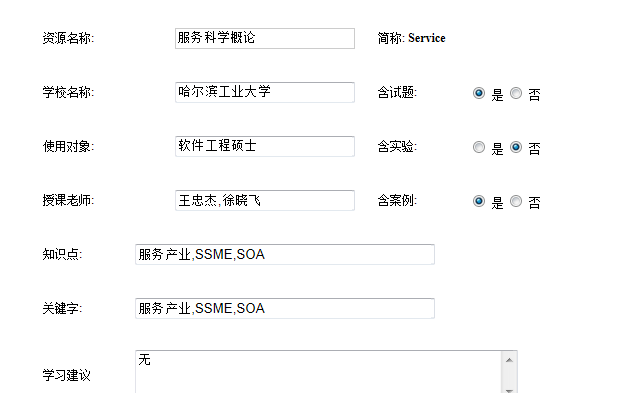 资源名称: 服务科学概论 简称: Service
学校名称: 哈尔滨工业大学 含试题: 是 否
使用对象: 软件工程硕士 含实验: 是 否
授课老师: 王忠杰,徐晓飞 含案例: 是 否
知识点: 服务产业,SSME,SOA
关键字: 服务产业,SSME,SOA
无
学习建议